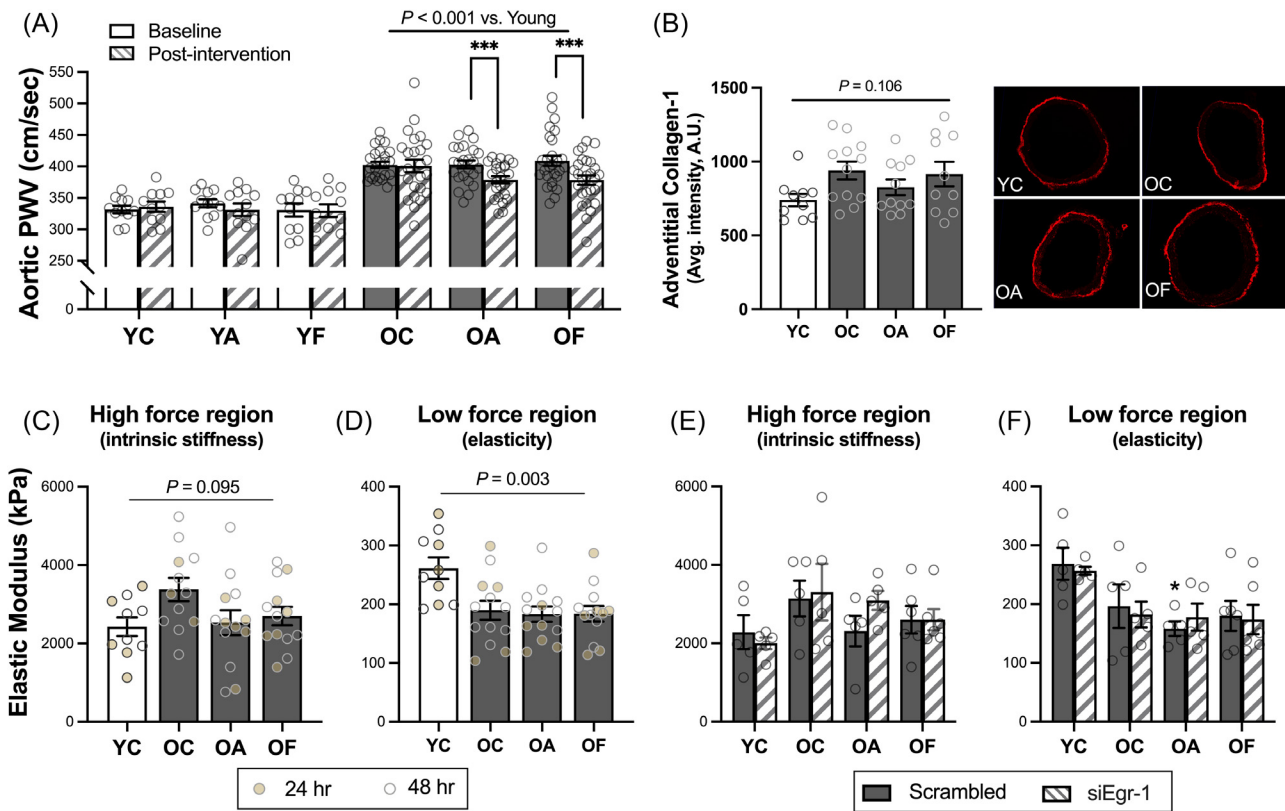 (A)
Baseline
Post-intervention
P < 0.001 vs. Young
***
***
Aortic PWV (cm/sec)
550
500
450
400
350
300
250
0
YC
YA
YF
OC
OA
OF
(B)
P = 0.106
Adventitial Collagen-1
(Avg. intensity, A.U.)
1500
1000
500
0
YC
OC
OA
OF
YC
OC
OA
OF
(C)
High force region
(intrinsic stiffness)
P = 0.095
Elastic Modulus (kPa)
6000
4000
2000
0
YC
OC
OA
OF
(D)
Low force region
(elasticity)
P = 0.003
400
300
200
100
0
YC
OC
OA
OF
24 hr
48 hr
(E)
High force region
(intrinsic stiffness)
6000
4000
2000
0
YC
OC
OA
OF
(F)
Low force region
(elasticity)
*
400
300
200
100
0
YC
OC
OA
OF
Scrambled
siEgr-1